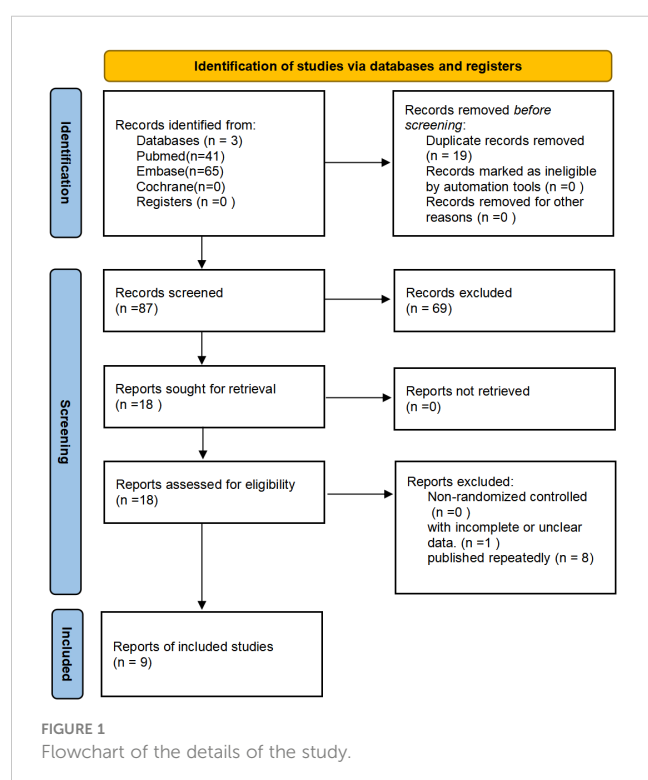 Identification of studies via databases and registers
Identification
Records identified from:
Databases (n = 3)
Pubmed(n=41)
Embase(n=65)
Cochrane(n=0)
Registers (n =0 )
Records removed before
screening:
Duplicate records removed
(n = 19)
Records marked as ineligible
by automation tools (n =0 )
Records removed for other
reasons (n =0 )
Screening
Records screened
(n =87)
Records excluded
(n = 69)
Reports sought for retrieval
(n =18 )
Reports not retrieved
(n =0)
Reports assessed for eligibility
(n =18)
Reports excluded:
Non-randomized controlled
(n =0 )
with incomplete or unclear
data. (n =1 )
published repeatedly (n = 8)
Included
Reports of included studies
(n = 9)
FIGURE 1
Flowchart of the details of the study.